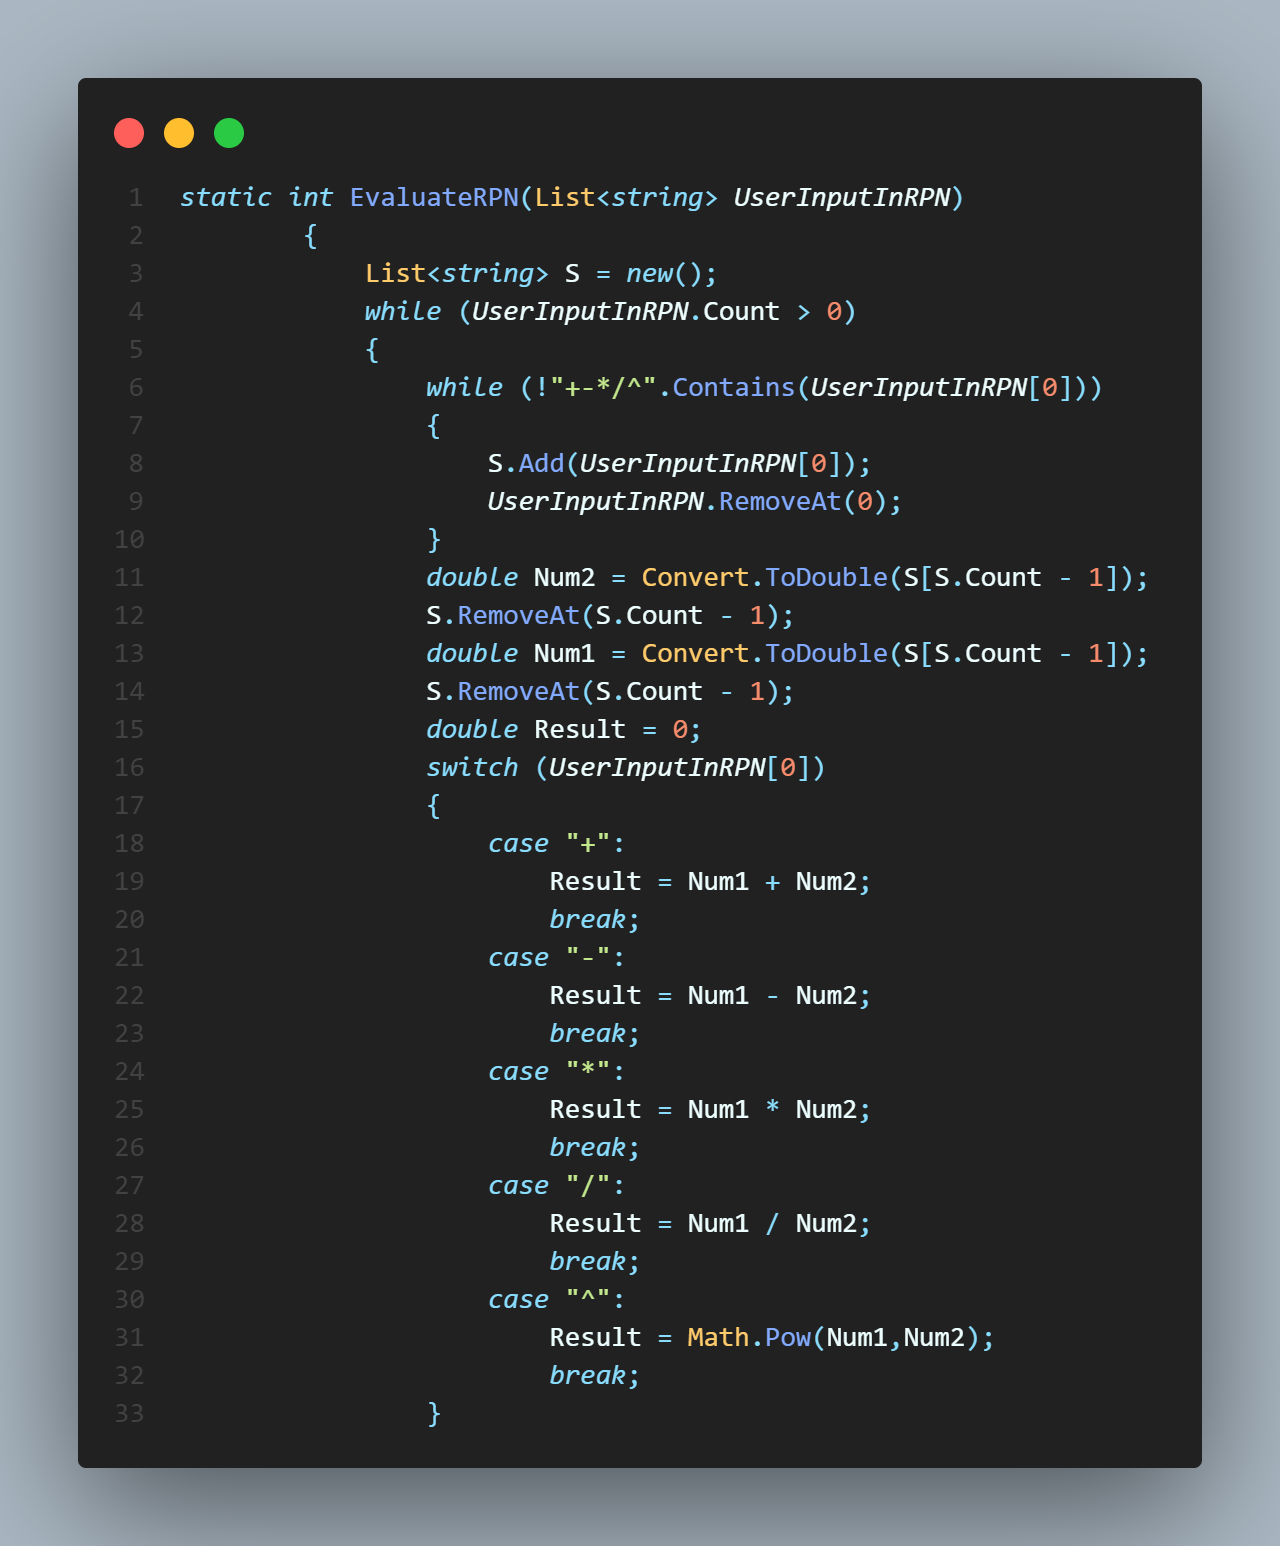 1 static int EvaluateRPN(List<string> UserInputInRPN)
2         {
3             List<string> S = new();
4             while (UserInputInRPN.Count > 0)
5             {
6                 while (!"+-*/^".Contains(UserInputInRPN[0]))
7                 {
8                     S.Add(UserInputInRPN[0]);
9                     UserInputInRPN.RemoveAt(0);
10                 }
11                 double Num2 = Convert.ToDouble(S[S.Count - 1]);
12                 S.RemoveAt(S.Count - 1);
13                 double Num1 = Convert.ToDouble(S[S.Count - 1]);
14                 S.RemoveAt(S.Count - 1);
15                 double Result = 0;
16                 switch (UserInputInRPN[0])
17                 {
18                     case "+":
19                         Result = Num1 + Num2;
20                         break;
21                     case "-":
22                         Result = Num1 - Num2;
23                         break;
24                     case "*":
25                         Result = Num1 * Num2;
26                         break;
27                     case "/":
28                         Result = Num1 / Num2;
29                         break;
30                     case "^":
31                         Result = Math.Pow(Num1,Num2);
32                         break;
33                 }